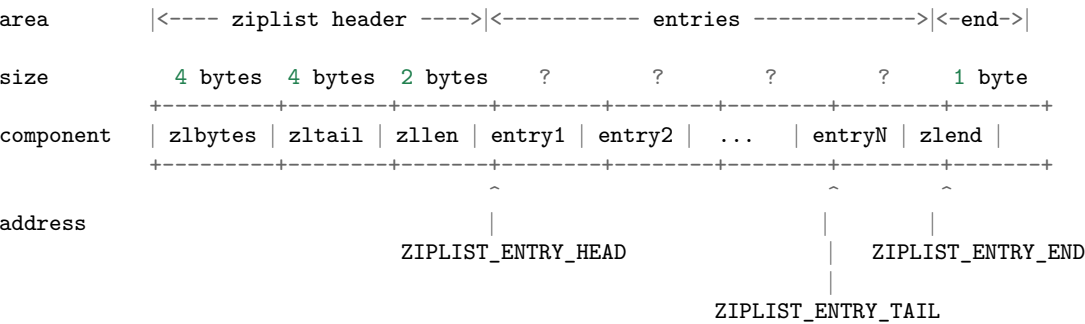 area |<---- ziplist header ---->|<----------- entries ------------->|<-end->|
size 4 bytes 4 bytes 2 bytes ? ? ? ? 1 byte
+---------+--------+-------+--------+--------+--------+--------+-------+
component | zlbytes | zltail | zllen | entry1 | entry2 | ... | entryN | zlend |
+---------+--------+-------+--------+--------+--------+--------+-------+
^ ^ ^
address | | |
ZIPLIST_ENTRY_HEAD | ZIPLIST_ENTRY_END
|
ZIPLIST_ENTRY_TAIL